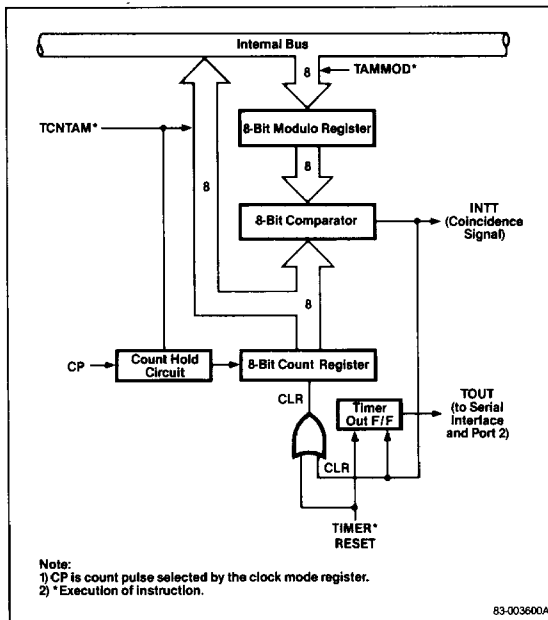 Internal Bus
8
TAMMOD*
TCNTAM*
8-Bit Modulo Register
8
8
INTT
(Coincidence
Signal)
8-Bit Comparator
8
CP
Count Hold
Circuit
8-Bit Count Register
CLR
Timer
Out F/F
TOUT
(to Serial
Interface
and Port 2)
CLR
TIMER*
RESET
Note:
1) CP is count pulse selected by the clock mode register.
2) *Execution of instruction.
83-003600A